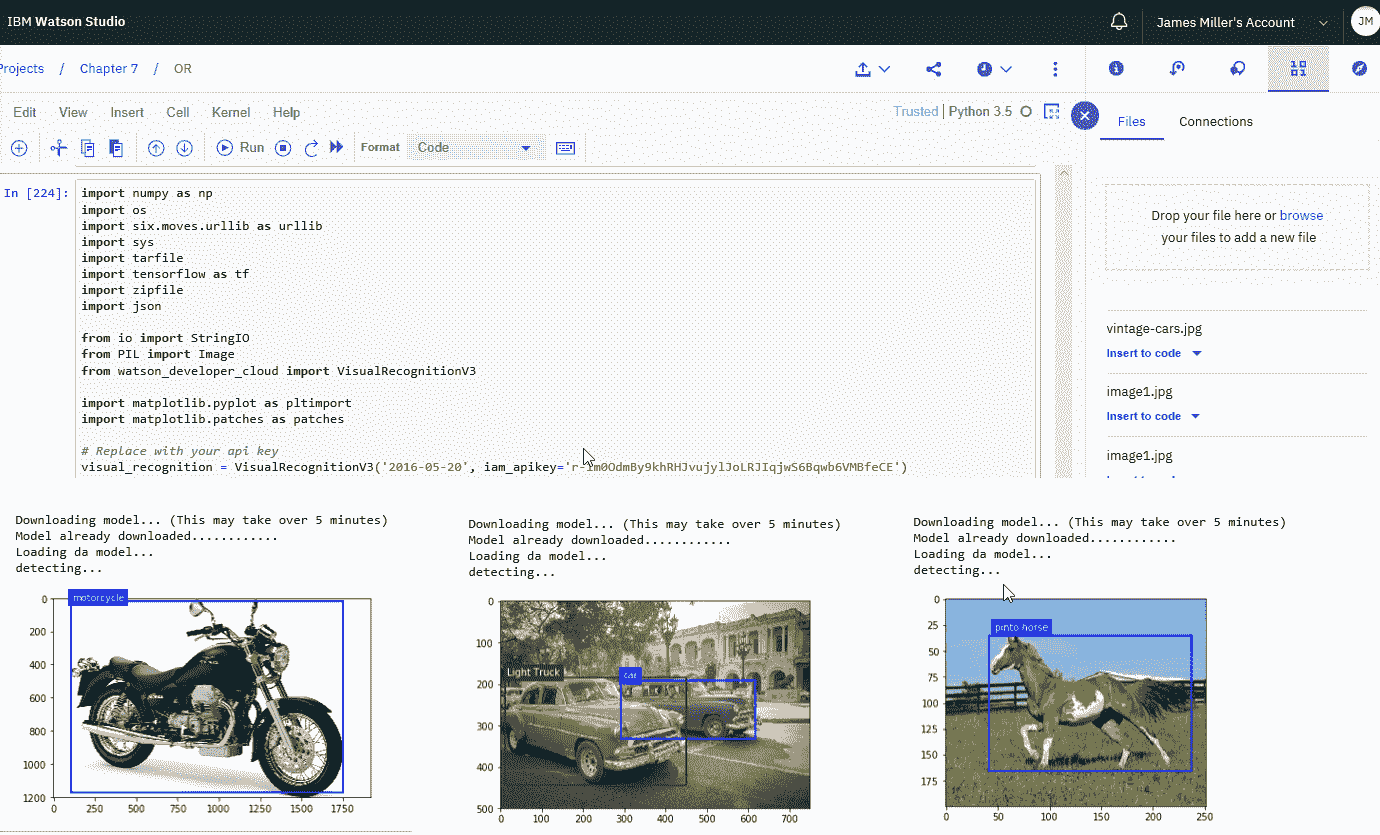 IBM Watson Studio
James Miller's Account
JM
Projects / Chapter 7 / OR
Edit View Insert Cell Kernel Help
Trusted | Python 3.5
Run
Format
Code
Files Connections
Drop your file here or browse
your files to add a new file
vintage-cars.jpg
Insert to code
image1.jpg
Insert to code
image1.jpg
In [224]:
import numpy as np
import os
import six.moves.urllib as urllib
import sys
import tarfile
import tensorflow as tf
import zipfile
import json
from io import StringIO
from PIL import Image
from watson_developer_cloud import VisualRecognitionV3
import matplotlib.pyplot as pltimport
import matplotlib.patches as patches
# Replace with your api key
visual_recognition = VisualRecognitionV3('2016-05-20', iam_apikey=
Downloading model... (This may take over 5 minutes)
Model already downloaded............
Loading da model...
detecting...
motorcycle
0
200
400
600
800
1000
1200
0 250 500 750 1000 1250 1500 1750
Downloading model... (This may take over 5 minutes)
Model already downloaded............
Loading da model...
detecting...
Light Truck
car
0
100
200
300
400
500
0 100 200 300 400 500 600 700
Downloading model... (This may take over 5 minutes)
Model already downloaded............
Loading da model...
detecting...
pinto horse
0
25
50
75
100
125
150
175
0 50 100 150 200 250